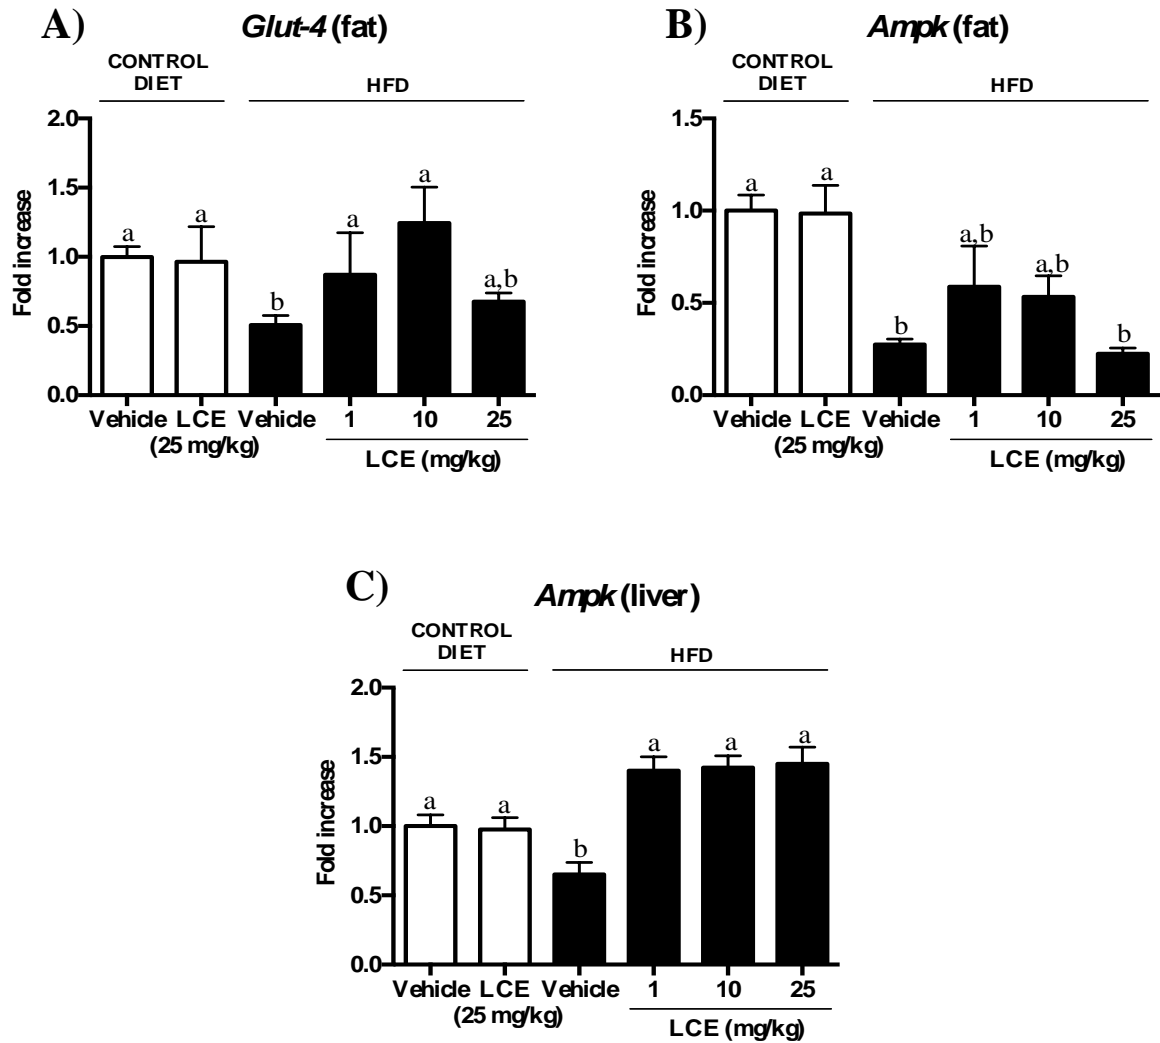 A)
Glut-4 (fat)
CONTROL
DIET
HFD
2.0
1.5
1.0
0.5
0.0
Fold increase
a
a
b
a
a
a,b
Vehicle LCE Vehicle 1 10 25
(25 mg/kg)
LCE (mg/kg)
B)
Ampk (fat)
CONTROL
DIET
HFD
1.5
1.0
0.5
0.0
Fold increase
a
a
b
a,b
a,b
b
Vehicle LCE Vehicle 1 10 25
(25 mg/kg)
LCE (mg/kg)
C)
Ampk (liver)
CONTROL
DIET
HFD
2.0
1.5
1.0
0.5
0.0
Fold increase
a
a
b
a
a
a
Vehicle LCE Vehicle 1 10 25
(25 mg/kg)
LCE (mg/kg)